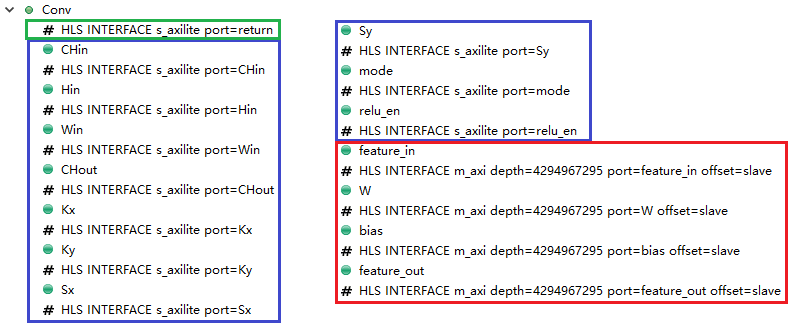 Conv
# HLS INTERFACE s_axilite port=return
CHin
# HLS INTERFACE s_axilite port=CHin
Hin
# HLS INTERFACE s_axilite port=Hin
Win
# HLS INTERFACE s_axilite port=Win
CHout
# HLS INTERFACE s_axilite port=CHout
Kx
# HLS INTERFACE s_axilite port=Kx
Ky
# HLS INTERFACE s_axilite port=Ky
Sx
# HLS INTERFACE s_axilite port=Sx
Sy
# HLS INTERFACE s_axilite port=Sy
mode
# HLS INTERFACE s_axilite port=mode
relu_en
# HLS INTERFACE s_axilite port=relu_en
feature_in
# HLS INTERFACE m_axi depth=4294967295 port=feature_in offset=slave
W
# HLS INTERFACE m_axi depth=4294967295 port=W offset=slave
bias
# HLS INTERFACE m_axi depth=4294967295 port=bias offset=slave
feature_out
# HLS INTERFACE m_axi depth=4294967295 port=feature_out offset=slave